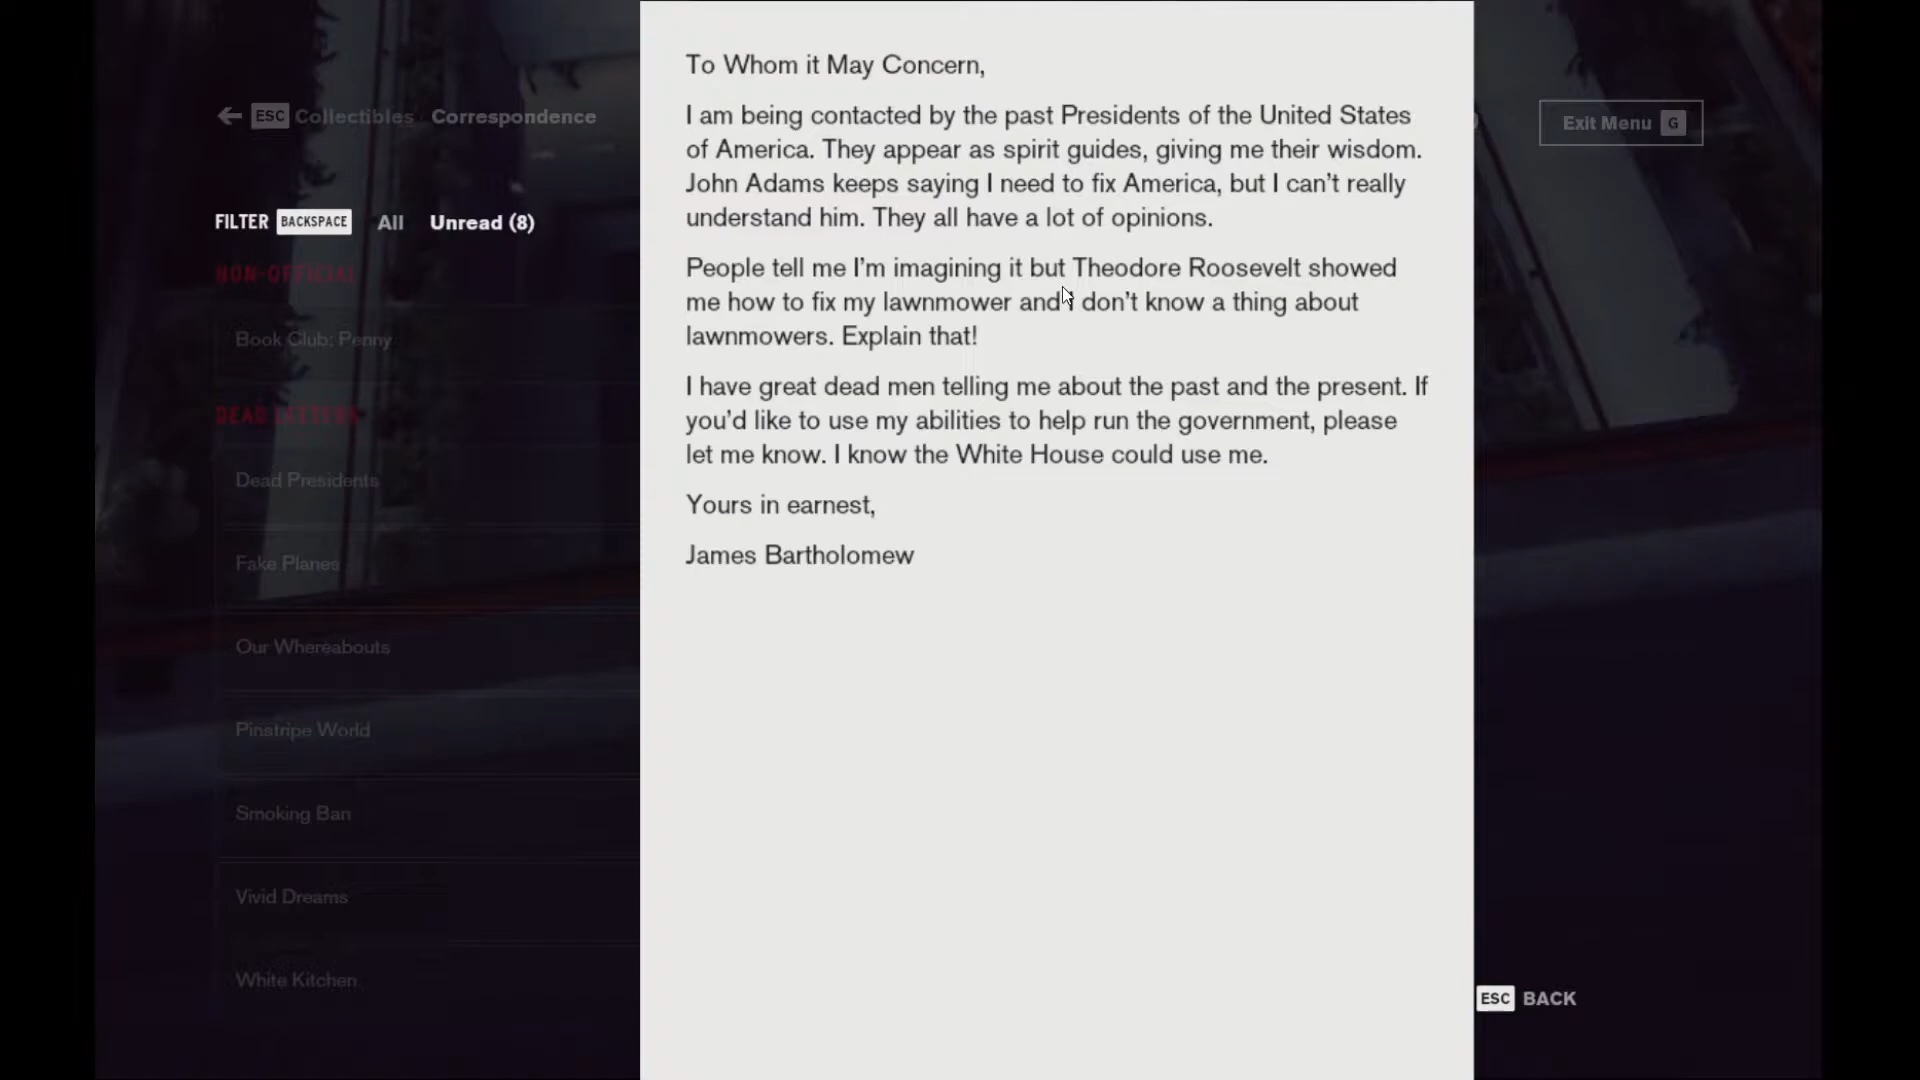 ESC Collectibles Correspondence
Exit Menu G
FILTER BACKSPACE All Unread (8)
NON-OFFICIAL
Book Club: Penny
DEAD LETTERS
Dead Presidents
Fake Planes
Our Whereabouts
Pinstripe World
Smoking Ban
Vivid Dreams
White Kitchen
To Whom it May Concern,
I am being contacted by the past Presidents of the United States
of America. They appear as spirit guides, giving me their wisdom.
John Adams keeps saying I need to fix America, but I can't really
understand him. They all have a lot of opinions.
People tell me I'm imagining it but Theodore Roosevelt showed
me how to fix my lawnmower and I don't know a thing about
lawnmowers. Explain that!
I have great dead men telling me about the past and the present. If
you'd like to use my abilities to help run the government, please
let me know. I know the White House could use me.
Yours in earnest,
James Bartholomew
ESC BACK